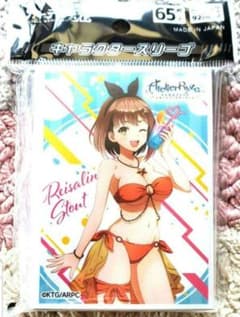 65
MADE IN JAPAN
キャラクタースリーブ
Atelier Ryza
Reisalin
Stout
©KTG/ARPC